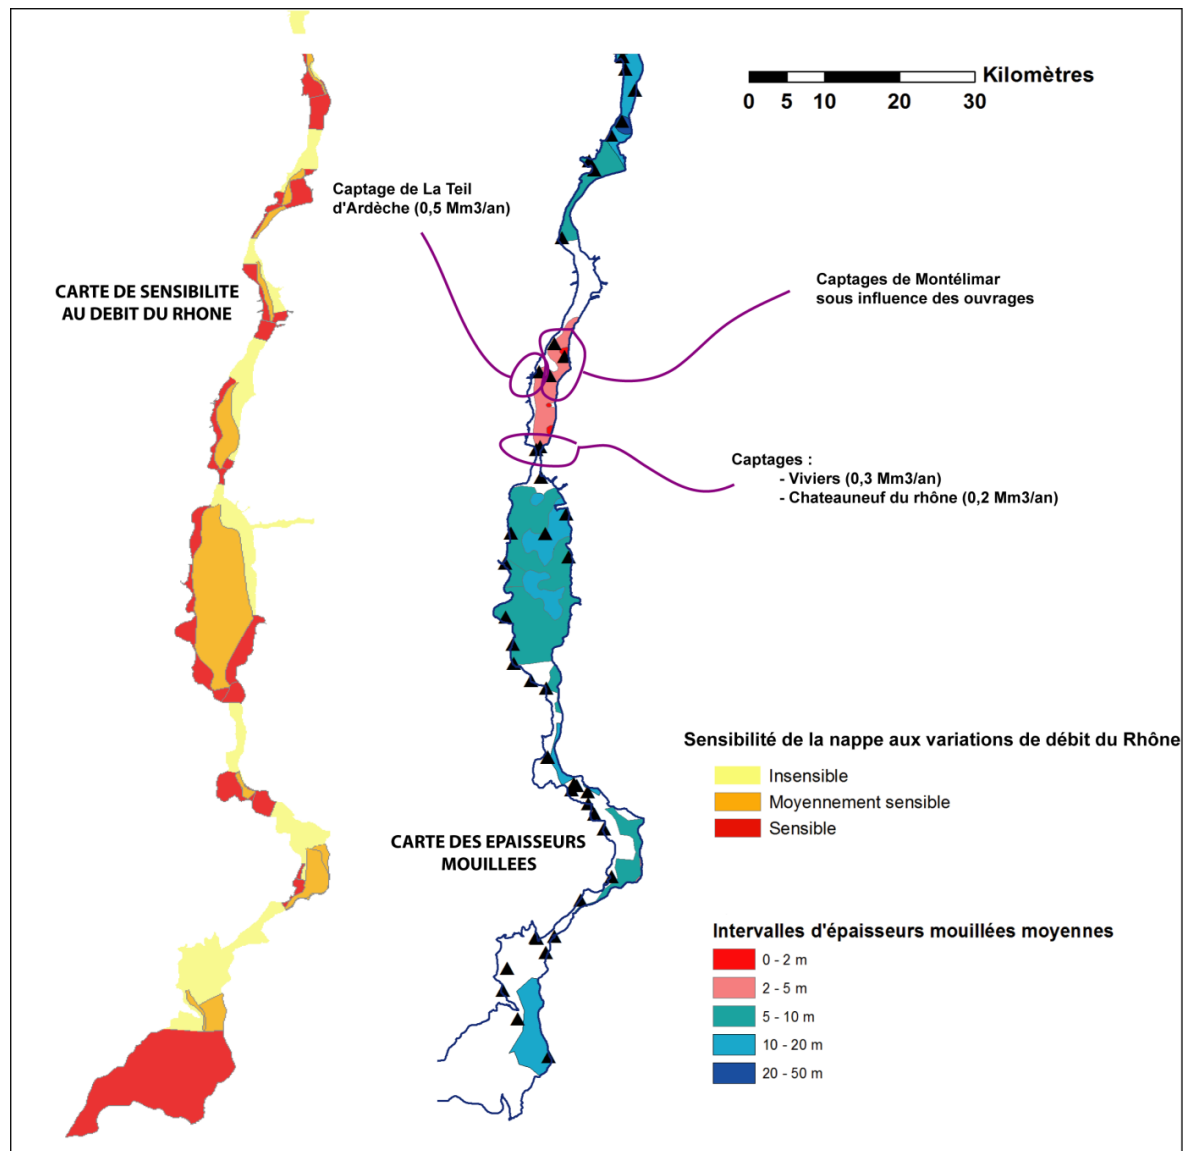 Kilomètres
0 5 10 20 30
Captage de La Teil
d'Ardèche (0,5 Mm3/an)
CARTE DE SENSIBILITE
AU DEBIT DU RHONE
Captages de Montélimar
sous influence des ouvrages
Captages :
- Viviers (0,3 Mm3/an)
- Chateauneuf du rhône (0,2 Mm3/an)
Sensibilité de la nappe aux variations de débit du Rhône
Insensible
Moyennement sensible
Sensible
CARTE DES EPAISSEURS
MOUILLEES
Intervalles d'épaisseurs mouillées moyennes
0 - 2 m
2 - 5 m
5 - 10 m
10 - 20 m
20 - 50 m